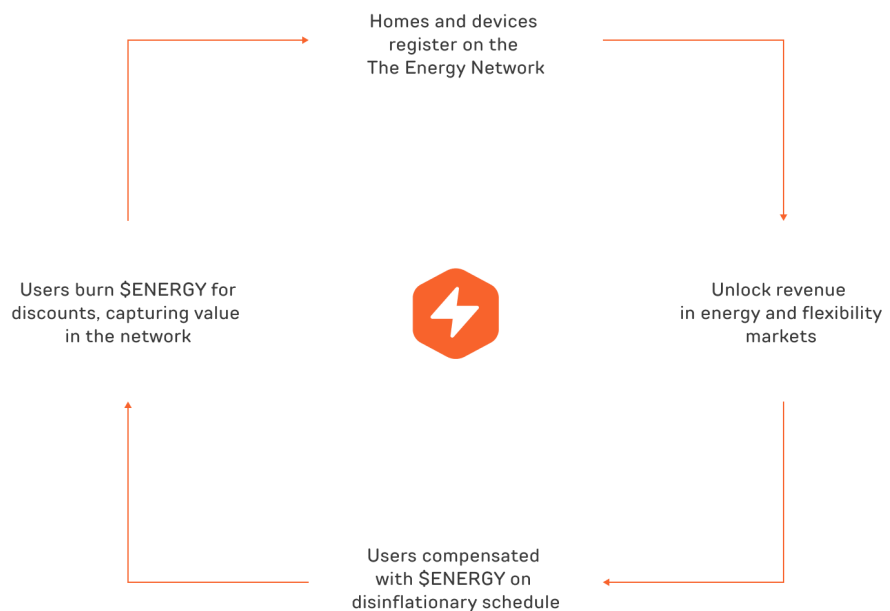 Homes and devices
register on the
The Energy Network
Users burn $ENERGY for
discounts, capturing value
in the network
Unlock revenue
in energy and flexibility
markets
Users compensated
with $ENERGY on
disinflationary schedule